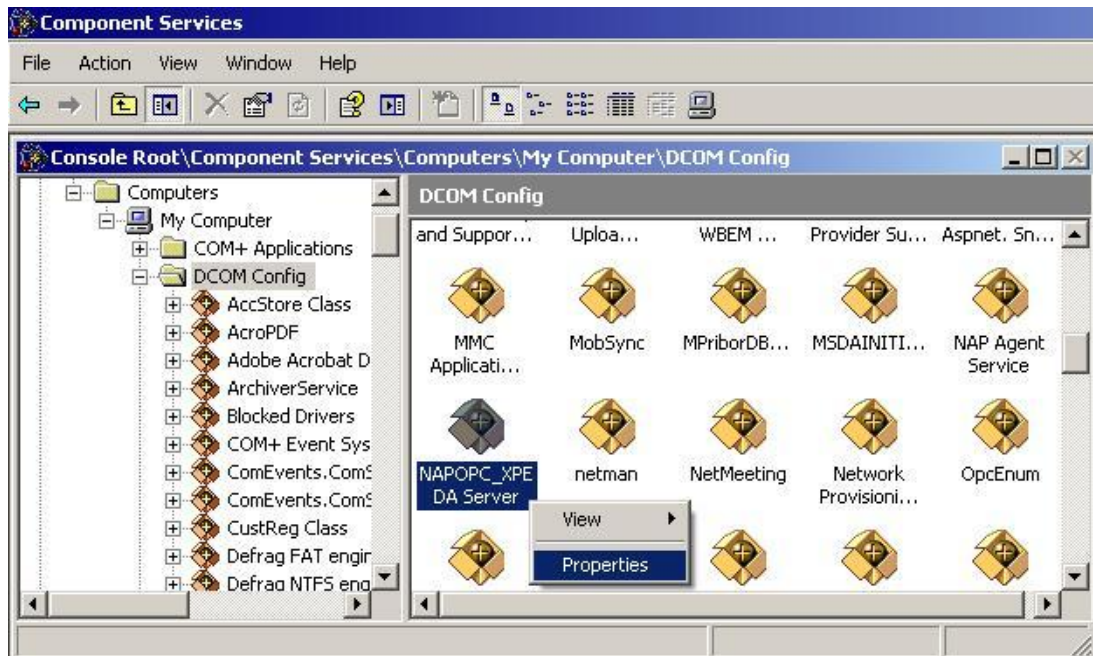 Component Services
File Action View Window Help
Console Root\Component Services\Computers\My Computer\DCOM Config
Computers
My Computer
COM+ Applications
DCOM Config
AccStore Class
AcroPDF
Adobe Acrobat D
ArchiverService
Blocked Drivers
COM+ Event Sys
ComEvents.ComS
ComEvents.ComS
CustReg Class
Defrag FAT engin
Defrag NTFS eng
DCOM Config
and Suppor... Uploa... WBEM ... Provider Su... Aspnet. Sn...
MMC Applicati...
MobSync
MPriborDB...
MSDAINITI...
NAP Agent Service
NAPOPC_XPE DA Server
netman
NetMeeting
Network Provisioni...
OpcEnum
View
Properties